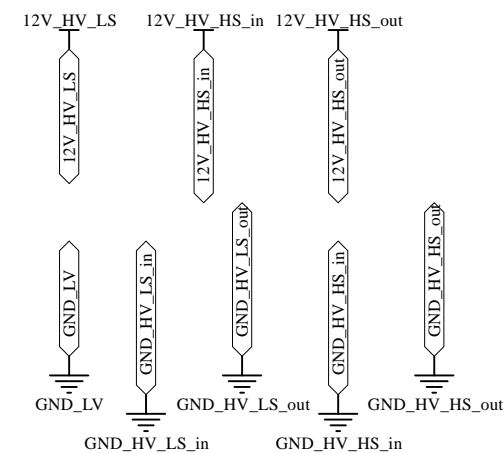 12V_HV_LS
12V_HV_HS_in
12V_HV_HS_out
12V_HV_LS
12V_HV_HS_in
12V_HV_HS_out
GND_LV
GND_HV_LS_in
GND_HV_LS_out
GND_HV_HS_in
GND_HV_HS_out
GND_LV
GND_HV_LS_out
GND_HV_HS_out
GND_HV_LS_in
GND_HV_HS_in